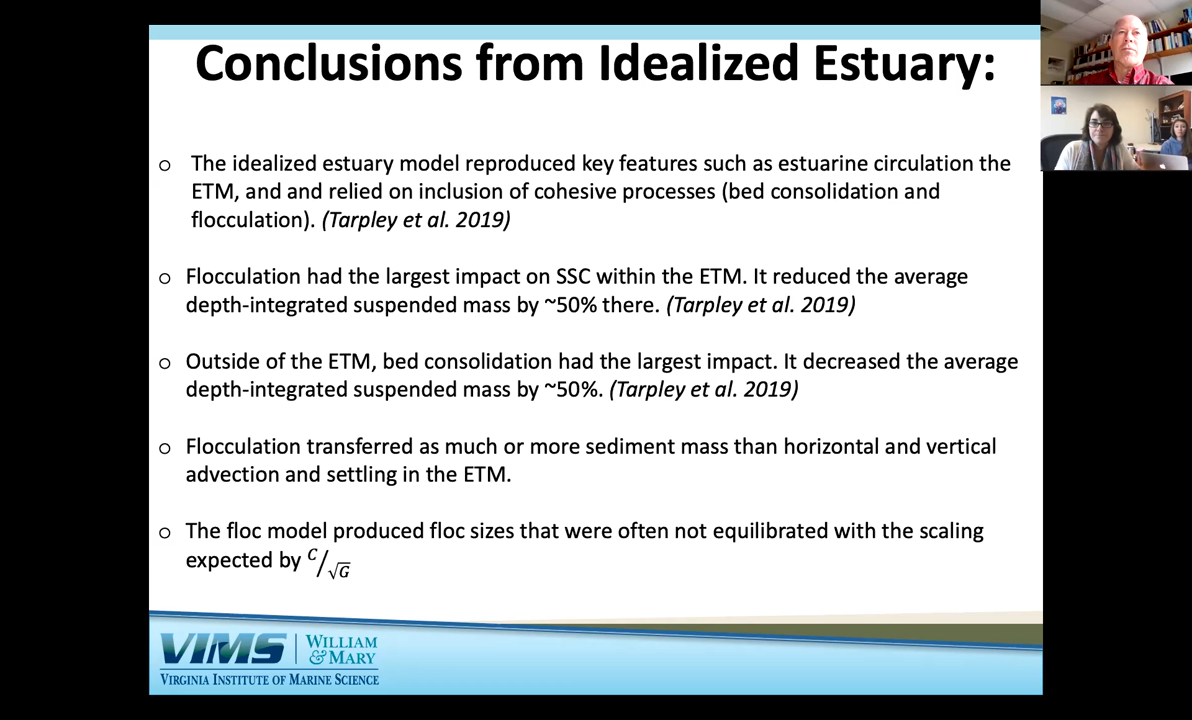 Conclusions from Idealized Estuary:
o The idealized estuary model reproduced key features such as estuarine circulation the
ETM, and and relied on inclusion of cohesive processes (bed consolidation and
flocculation). (Tarpley et al. 2019)
o Flocculation had the largest impact on SSC within the ETM. It reduced the average
depth-integrated suspended mass by ~50% there. (Tarpley et al. 2019)
o Outside of the ETM, bed consolidation had the largest impact. It decreased the average
depth-integrated suspended mass by ~50%. (Tarpley et al. 2019)
o Flocculation transferred as much or more sediment mass than horizontal and vertical
advection and settling in the ETM.
o The floc model produced floc sizes that were often not equilibrated with the scaling
expected by C/√G
VIMS | WILLIAM
& MARY
VIRGINIA INSTITUTE OF MARINE SCIENCE